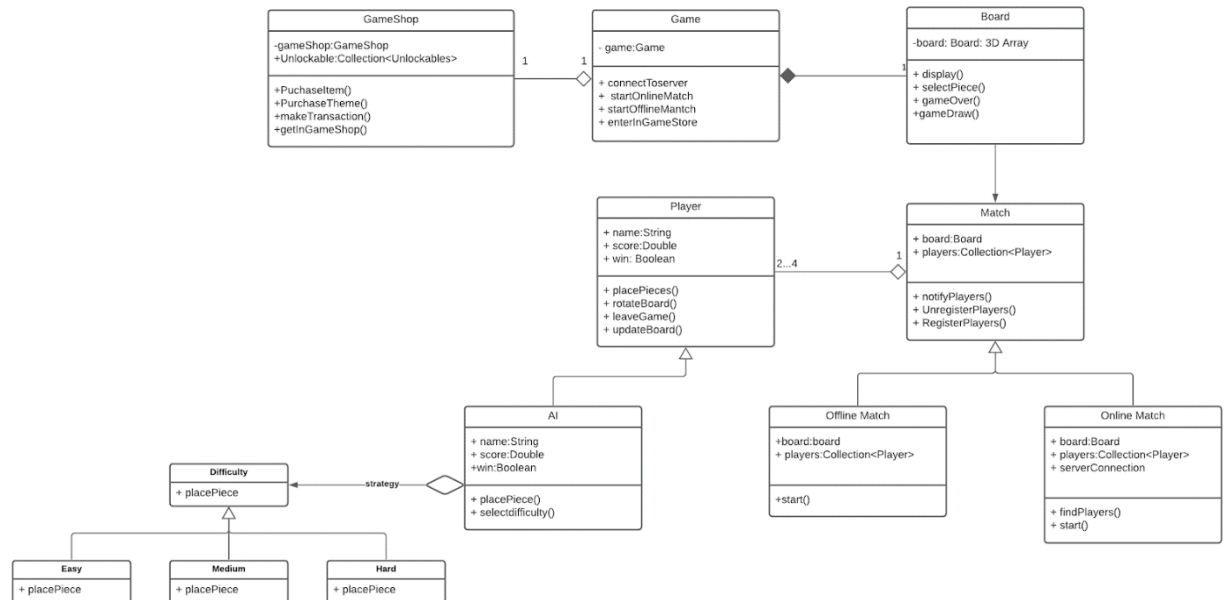 GameShop
-gameShop:GameShop
+Unlockable:Collection<Unlockables>
+PuchaseItem()
+PurchaseTheme()
+makeTransaction()
+getInGameShop()
1
1
Game
- game:Game
+ connectToserver
+ startOnlineMatch
+ startOfflineMantch
+ enterInGameStore
1
Board
-board: Board: 3D Array
+ display()
+ selectPiece()
+ gameOver()
+gameDraw()
Player
+ name:String
+ score:Double
+ win: Boolean
+ placePieces()
+ rotateBoard()
+ leaveGame()
+ updateBoard()
2...4
1
Match
+ board:Board
+ players:Collection<Player>
+ notifyPlayers()
+ UnregisterPlayers()
+ RegisterPlayers()
AI
+ name:String
+ score:Double
+win:Boolean
+ placePiece()
+ selectdifficulty()
Offline Match
+board:board
+ players:Collection<Player>
+start()
Online Match
+ board:Board
+ players:Collection<Player>
+ serverConnection
+ findPlayers()
+ start()
Difficulty
+ placePiece
strategy
Easy
+ placePiece
Medium
+ placePiece
Hard
+ placePiece